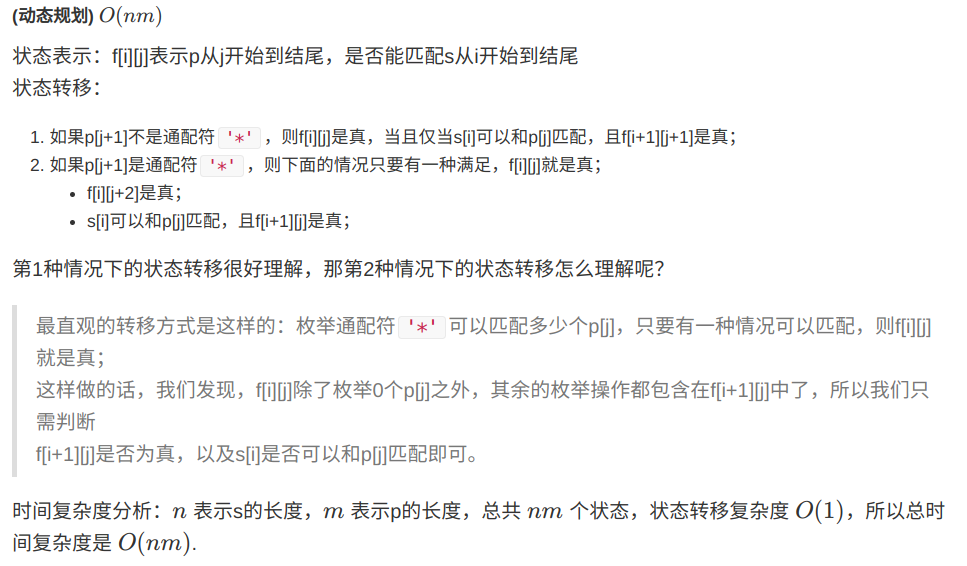 (动态规划) O(nm)
状态表示：f[i][j]表示p从j开始到结尾，是否能匹配s从i开始到结尾
状态转移：
1. 如果p[j+1]不是通配符 '*' ，则f[i][j]是真，当且仅当s[i]可以和p[j]匹配，且f[i+1][j+1]是真；
2. 如果p[j+1]是通配符 '*' ，则下面的情况只要有一种满足，f[i][j]就是真；
• f[i][j+2]是真；
• s[i]可以和p[j]匹配，且f[i+1][j]是真；
第1种情况下的状态转移很好理解，那第2种情况下的状态转移怎么理解呢？
最直观的转移方式是这样的：枚举通配符 '*' 可以匹配多少个p[j]，只要有一种情况可以匹配，则f[i][j]
就是真；
这样做的话，我们发现，f[i][j]除了枚举0个p[j]之外，其余的枚举操作都包含在f[i+1][j]中了，所以我们只
需判断
f[i+1][j]是否为真，以及s[i]是否可以和p[j]匹配即可。
时间复杂度分析：n 表示s的长度，m 表示p的长度，总共 nm 个状态，状态转移复杂度 O(1)，所以总时
间复杂度是 O(nm).